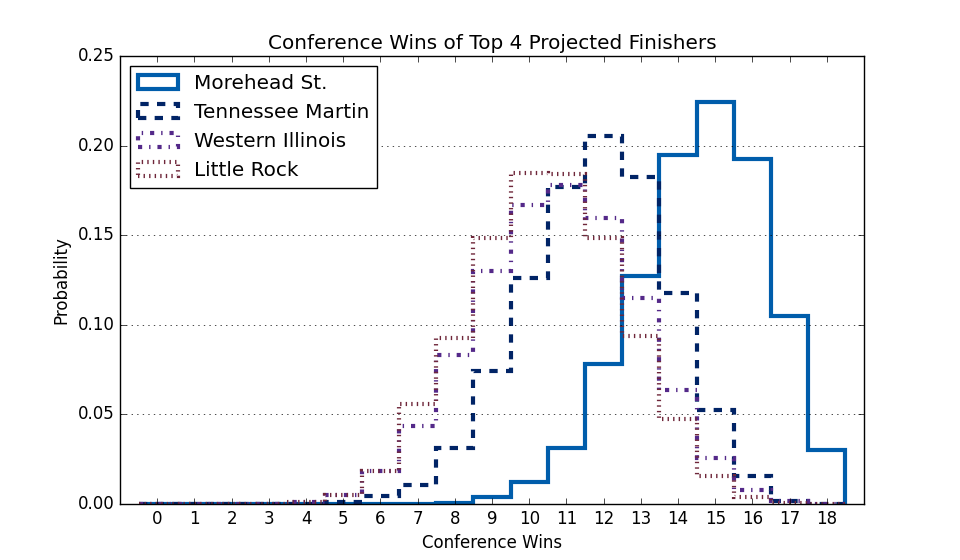 Conference Wins of Top 4 Projected Finishers
0.25
0.20
0.15
0.10
0.05
0.00
Probability
Morehead St.
Tennessee Martin
Western Illinois
Little Rock
0 1 2 3 4 5 6 7 8 9 10 11 12 13 14 15 16 17 18
Conference Wins